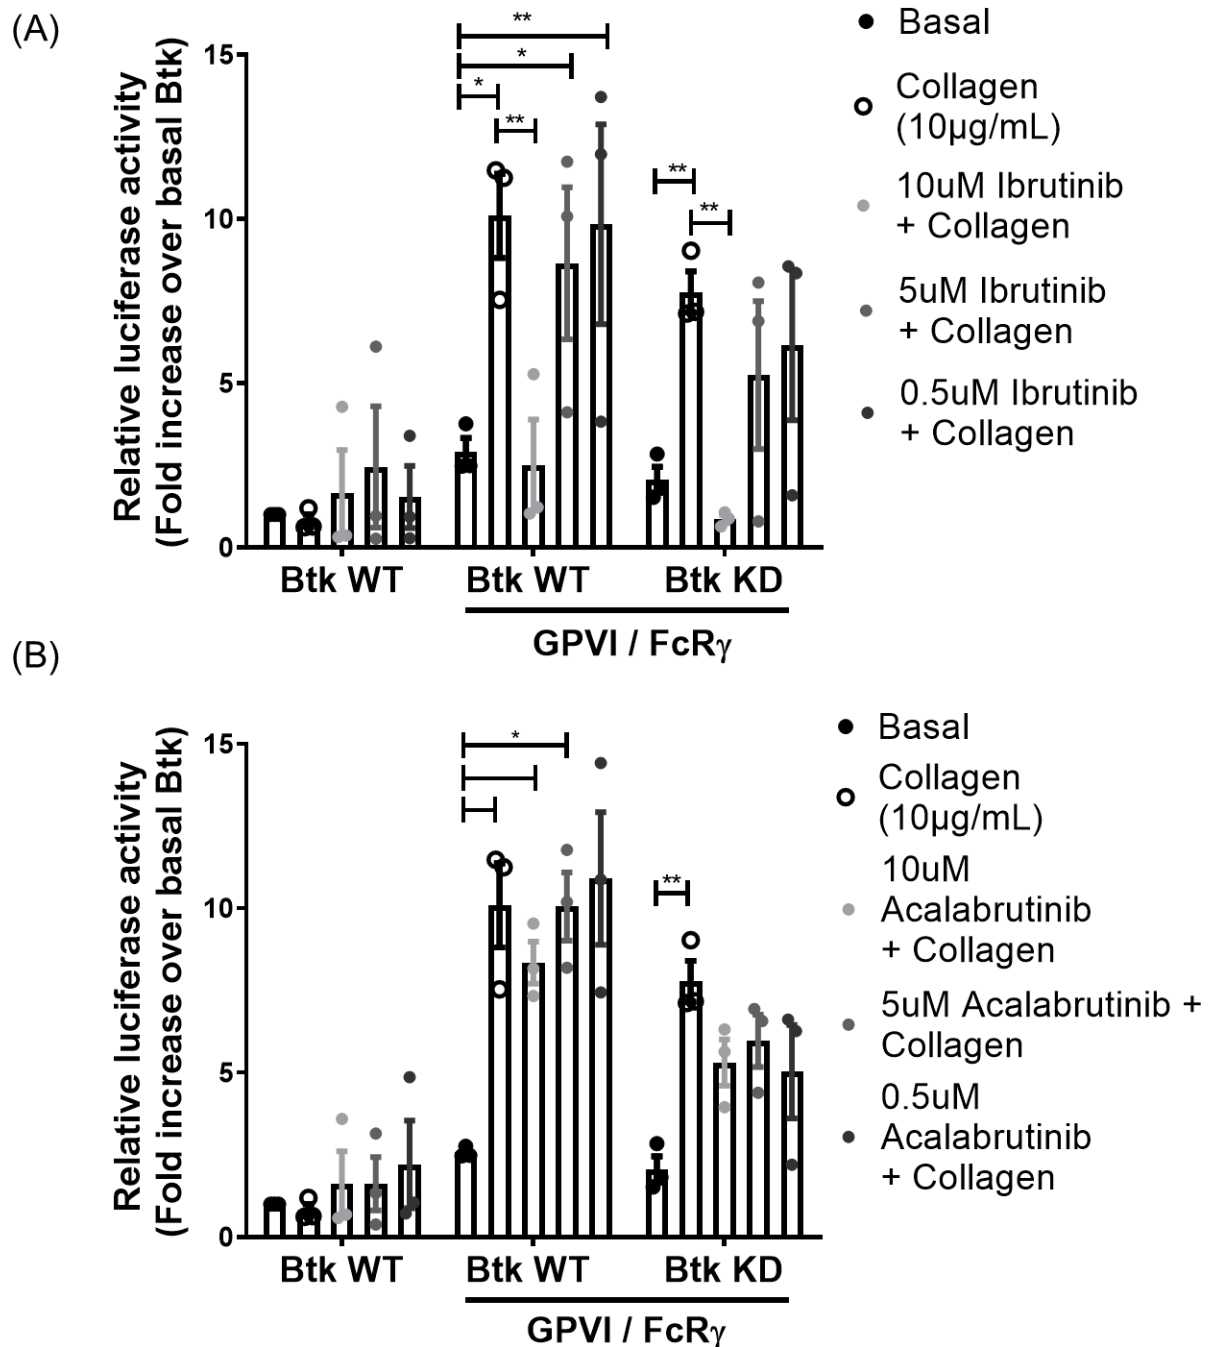 (A)
Relative luciferase activity
(Fold increase over basal Btk)
15
10
5
0
**
*
*
**
**
**
Btk WT
Btk WT
Btk KD
GPVI / FcRγ
Basal
Collagen
(10µg/mL)
10uM Ibrutinib
+ Collagen
5uM Ibrutinib
+ Collagen
0.5uM Ibrutinib
+ Collagen
(B)
Relative luciferase activity
(Fold increase over basal Btk)
15
10
5
0
*
**
Btk WT
Btk WT
Btk KD
GPVI / FcRγ
Basal
Collagen
(10µg/mL)
10uM
Acalabrutinib
+ Collagen
5uM Acalabrutinib +
Collagen
0.5uM
Acalabrutinib
+ Collagen